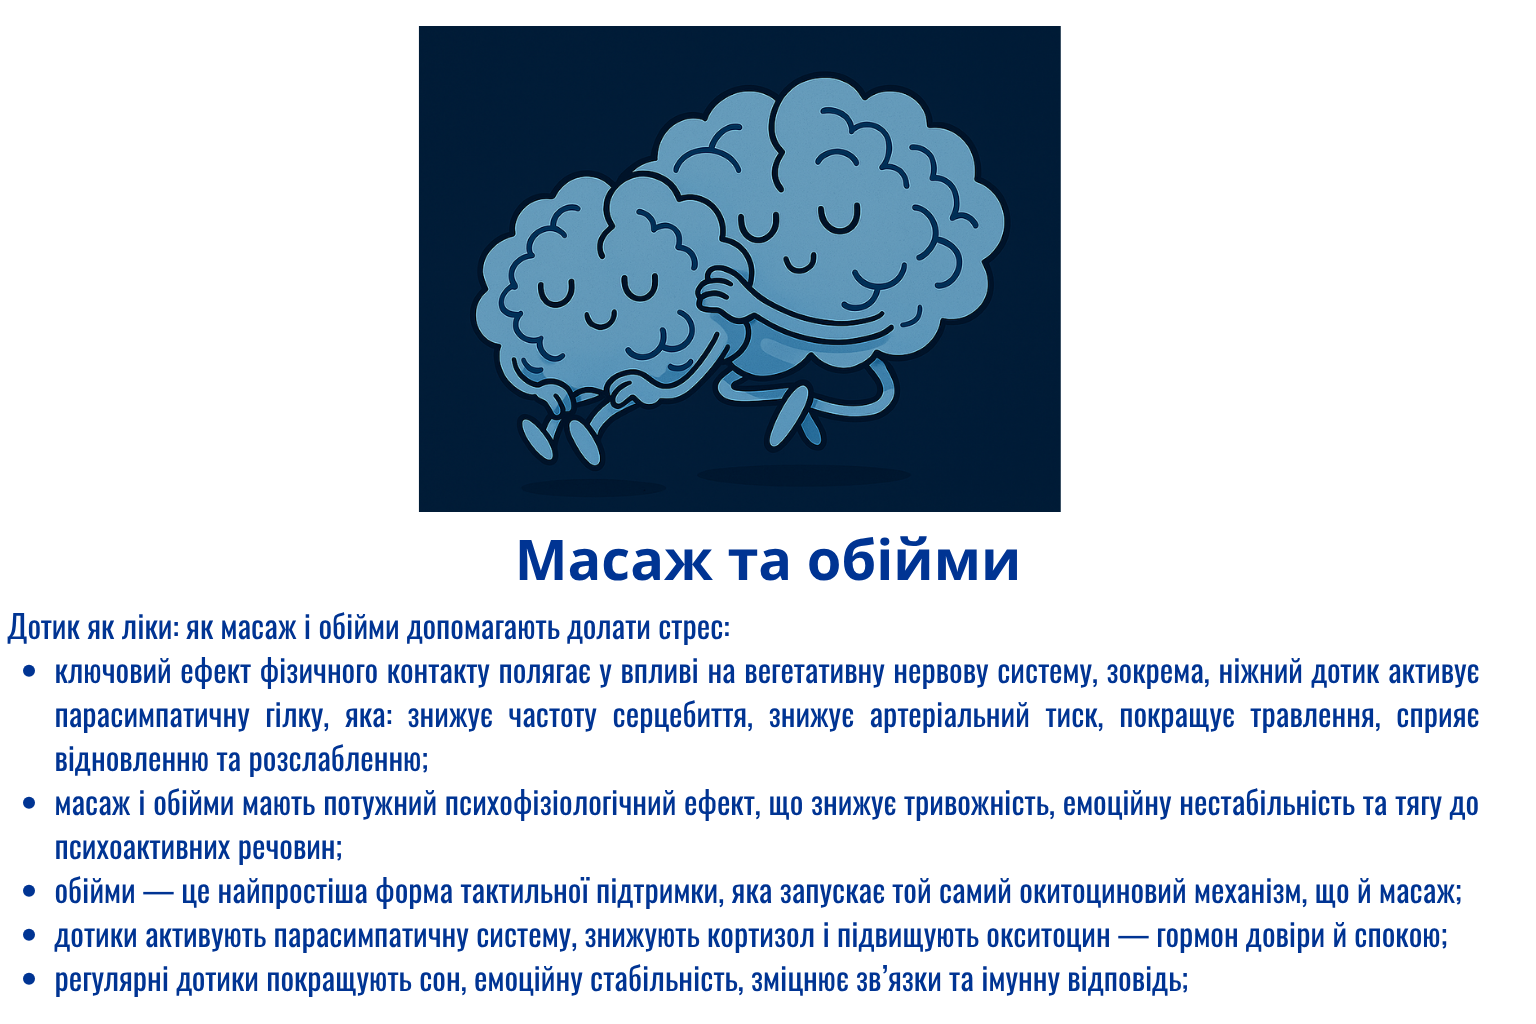 Масаж та обійми
Дотик як ліки: як масаж і обійми допомагають долати стрес:
• ключовий ефект фізичного контакту полягає у впливі на вегетативну нервову систему, зокрема, ніжний дотик активує
парасимпатичну гілку, яка: знижує частоту серцебиття, знижує артеріальний тиск, покращує травлення, сприяє
відновленню та розслабленню;
• масаж і обійми мають потужний психофізіологічний ефект, що знижує тривожність, емоційну нестабільність та тягу до
психоактивних речовин;
• обійми — це найпростіша форма тактильної підтримки, яка запускає той самий окитоциновий механізм, що й масаж;
• дотики активують парасимпатичну систему, знижують кортизол і підвищують окситоцин — гормон довіри й спокою;
• регулярні дотики покращують сон, емоційну стабільність, зміцнює зв’язки та імунну відповідь;